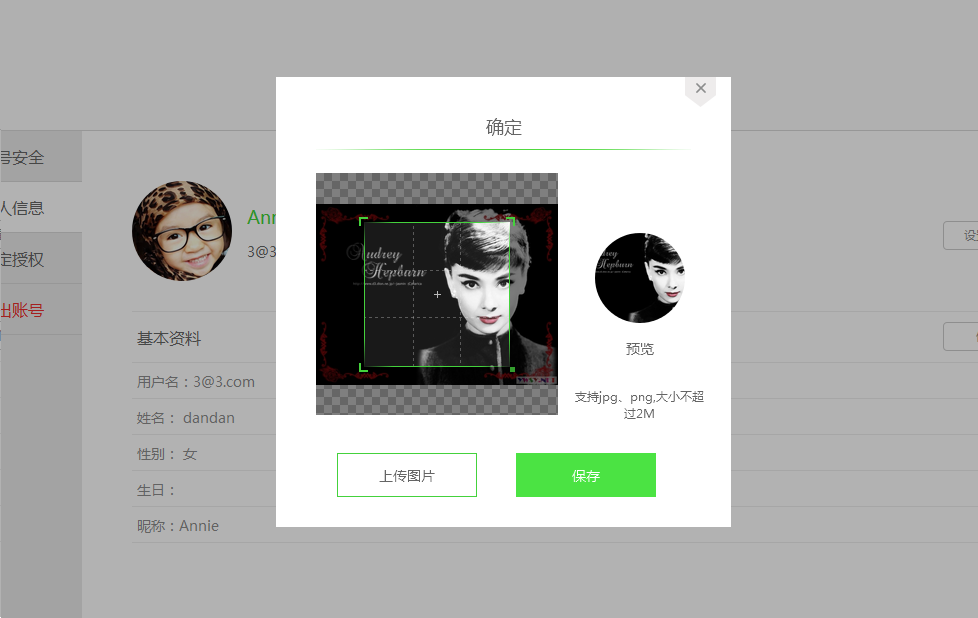 确定
号安全
人信息
定授权
出账号
Ann
3@3
设
基本资料
用户名：3@3.com
姓名： dandan
性别： 女
生日：
昵称：Annie
Audrey
Hepburn
预览
支持jpg、png,大小不超
过2M
上传图片
保存